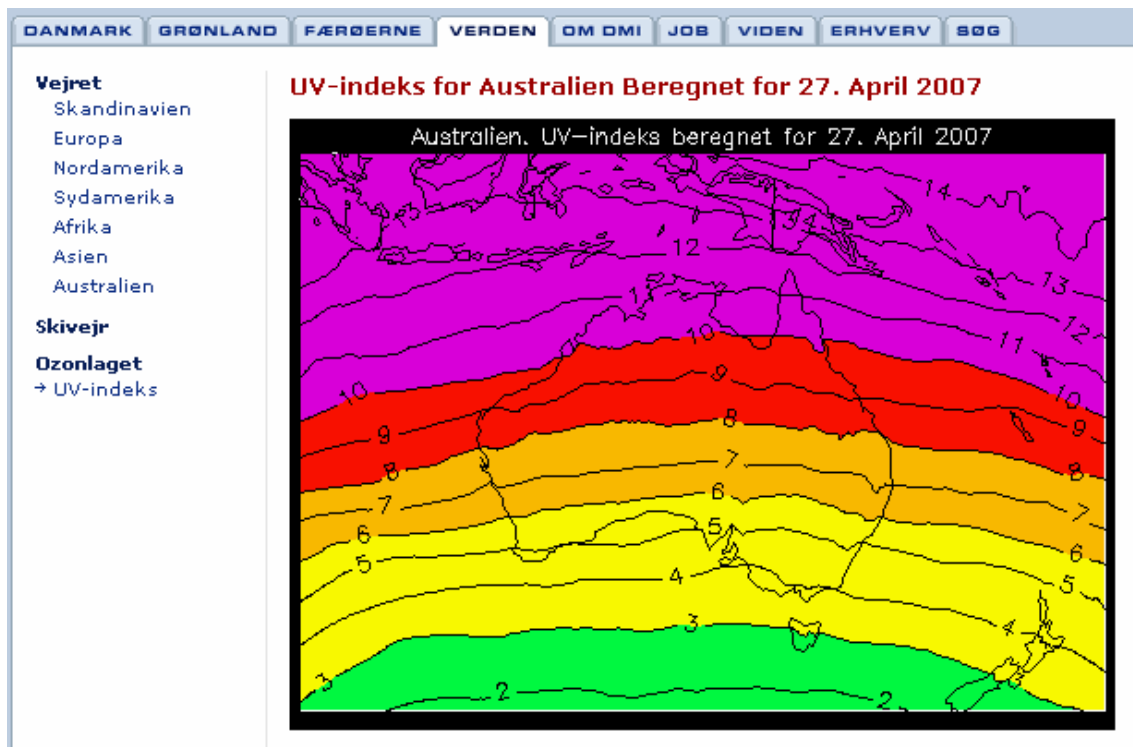 DANMARK GRØNLAND FÆRØERNE VERDEN OM DMI JOB VIDEN ERHVERV SØG
Vejret
Skandinavien
Europa
Nordamerika
Sydamerika
Afrika
Asien
Australien
Skivejr
Ozonlaget
→ UV-indeks
UV-indeks for Australien Beregnet for 27. April 2007
Australien. UV-indeks beregnet for 27. April 2007
14
13
12
13
12
11
10
10
10
9
9
9
8
8
8
7
7
7
6
6
6
5
5
5
4
4
3
3
2
2